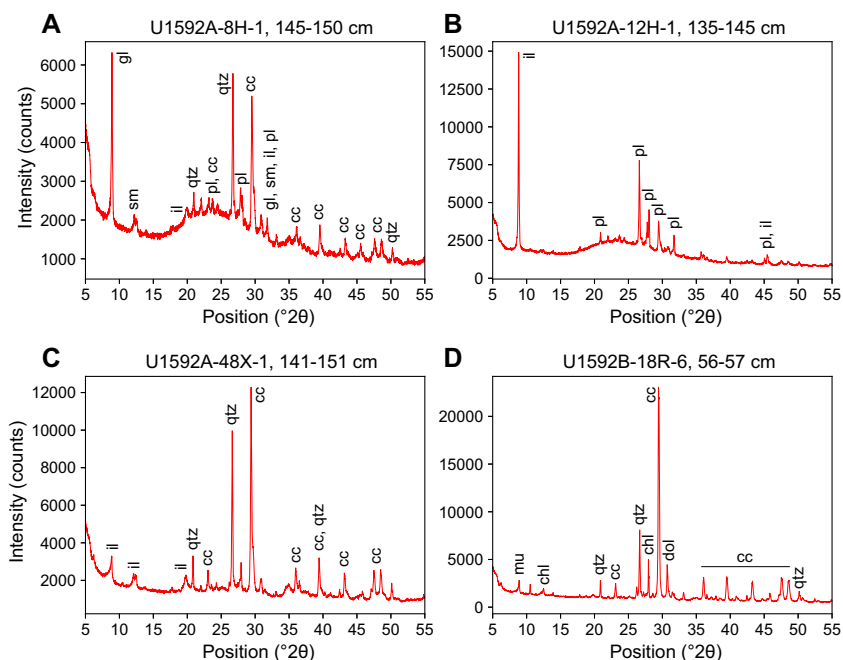 A
U1592A-8H-1, 145-150 cm
Intensity (counts)
6000
5000
4000
3000
2000
1000
gl
sm
il
qtz
pl, cc
qtz
pl
cc
gl, sm, il, pl
cc
cc
cc
cc
cc
qtz
5 10 15 20 25 30 35 40 45 50 55
Position (°2θ)
B
U1592A-12H-1, 135-145 cm
Intensity (counts)
15000
12500
10000
7500
5000
2500
0
il
pl
pl
pl
pl
pl
pl, il
5 10 15 20 25 30 35 40 45 50 55
Position (°2θ)
C
U1592A-48X-1, 141-151 cm
Intensity (counts)
12000
10000
8000
6000
4000
2000
il
il
il
qtz
cc
qtz
cc
cc
cc, qtz
cc
cc
5 10 15 20 25 30 35 40 45 50 55
Position (°2θ)
D
U1592B-18R-6, 56-57 cm
Intensity (counts)
20000
15000
10000
5000
0
mu
chl
qtz
cc
qtz
chl
cc
dol
cc
qtz
5 10 15 20 25 30 35 40 45 50 55
Position (°2θ)